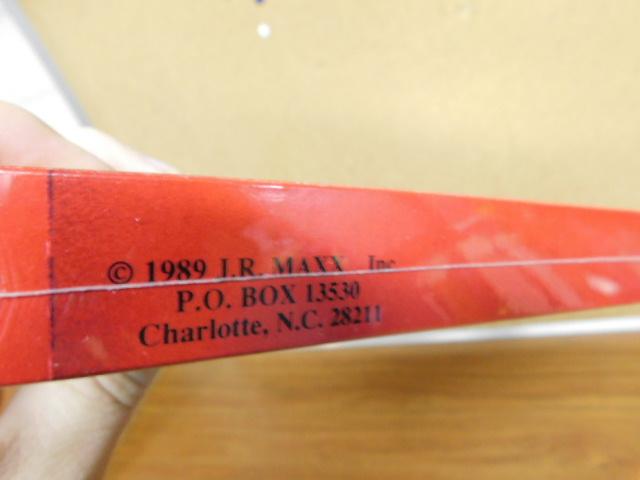 © 1989 J.R. MAXX Inc
P.O. BOX 13530
Charlotte, N.C. 28211